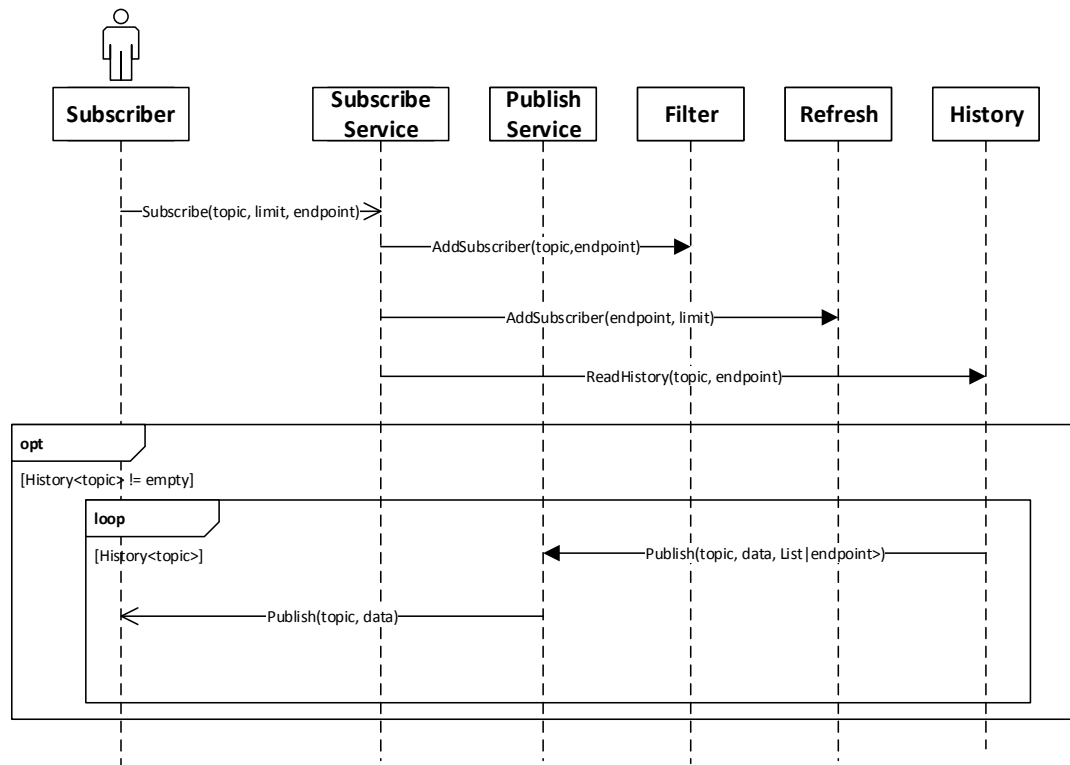 Subscriber
Subscribe
Service
Publish
Service
Filter
Refresh
History
Subscribe(topic, limit, endpoint)
AddSubscriber(topic,endpoint)
AddSubscriber(endpoint, limit)
ReadHistory(topic, endpoint)
opt
[History<topic> != empty]
loop
[History<topic>]
Publish(topic, data, List|endpoint>)
Publish(topic, data)